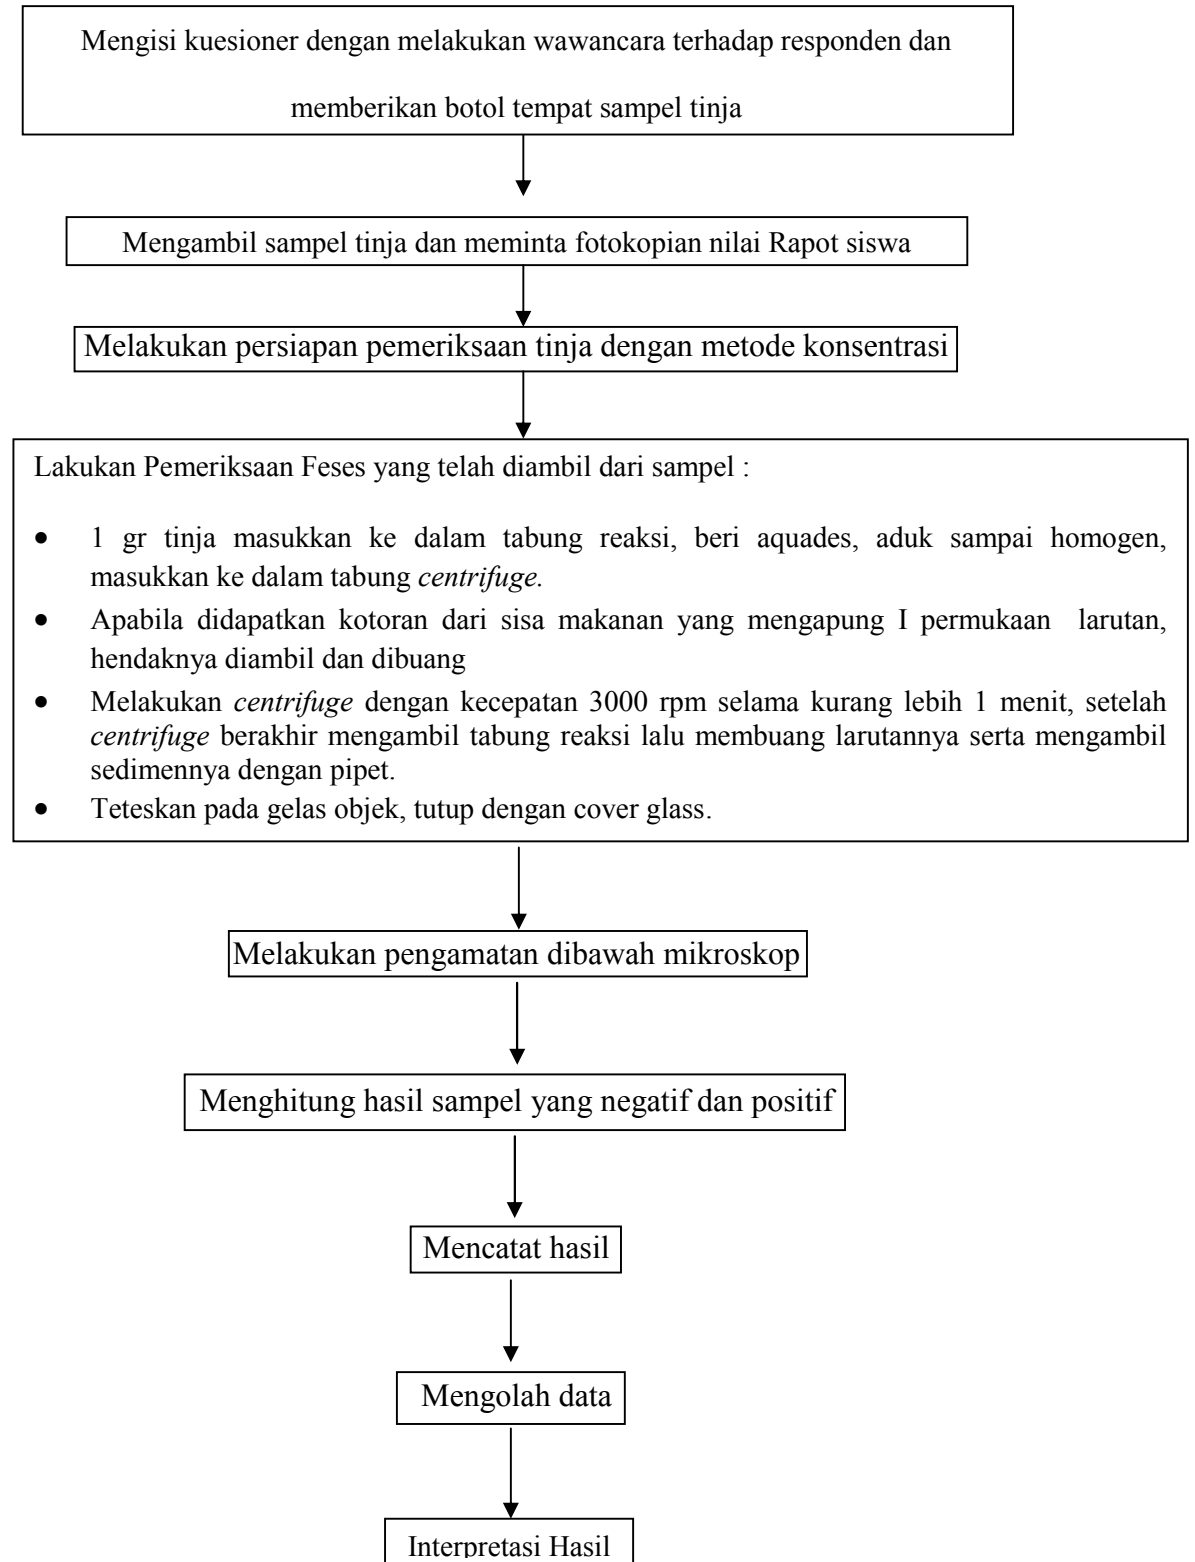 Mengisi kuesioner dengan melakukan wawancara terhadap responden dan
memberikan botol tempat sampel tinja
Mengambil sampel tinja dan meminta fotokopian nilai Rapot siswa
Melakukan persiapan pemeriksaan tinja dengan metode konsentrasi
Lakukan Pemeriksaan Feses yang telah diambil dari sampel :
• 1 gr tinja masukkan ke dalam tabung reaksi, beri aquades, aduk sampai homogen,
masukkan ke dalam tabung centrifuge.
• Apabila didapatkan kotoran dari sisa makanan yang mengapung I permukaan larutan,
hendaknya diambil dan dibuang
• Melakukan centrifuge dengan kecepatan 3000 rpm selama kurang lebih 1 menit, setelah
centrifuge berakhir mengambil tabung reaksi lalu membuang larutannya serta mengambil
sedimennya dengan pipet.
• Teteskan pada gelas objek, tutup dengan cover glass.
Melakukan pengamatan dibawah mikroskop
Menghitung hasil sampel yang negatif dan positif
Mencatat hasil
Mengolah data
Interpretasi Hasil